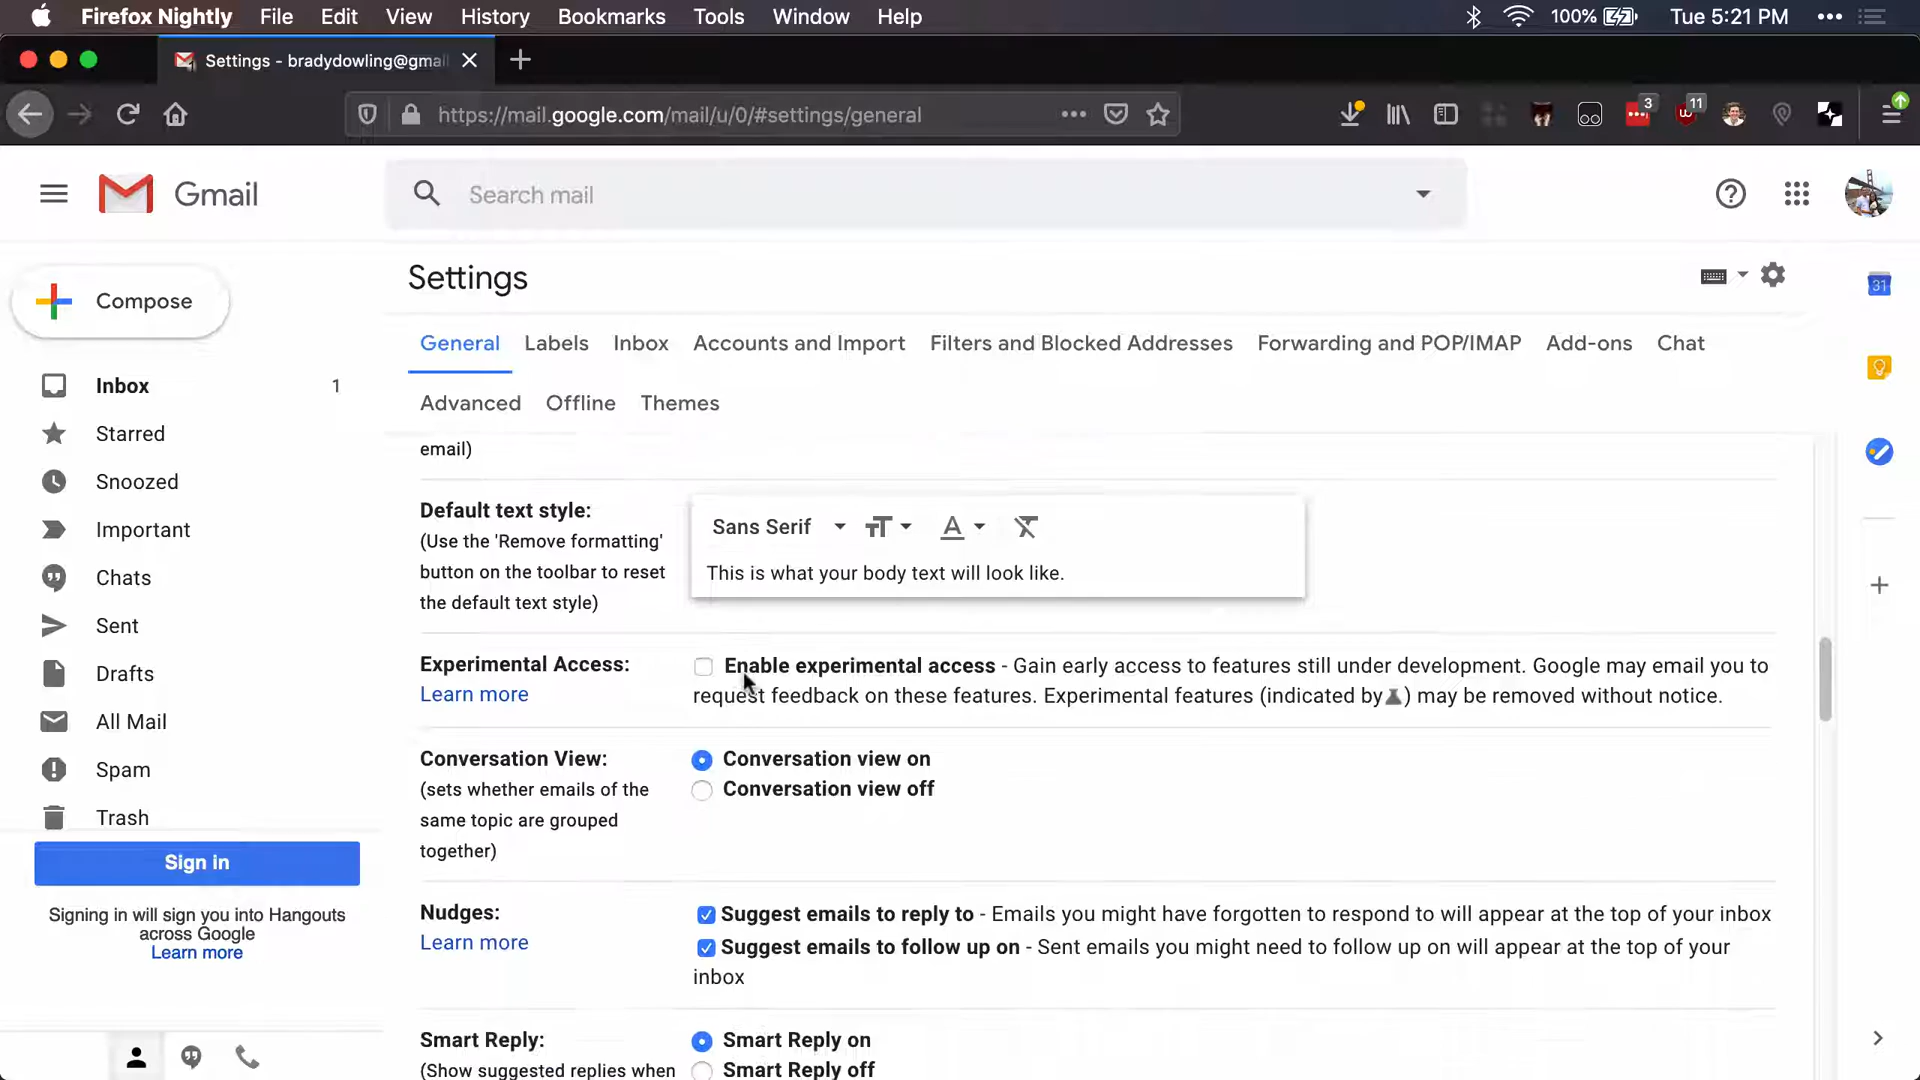 Firefox Nightly File Edit View History Bookmarks Tools Window Help 100% Tue 5:21 PM
Settings - bradydowling@gmai
https://mail.google.com/mail/u/0/#settings/general 3 11
Gmail Search mail
Settings
31
Compose
General Labels Inbox Accounts and Import Filters and Blocked Addresses Forwarding and POP/IMAP Add-ons Chat
Advanced Offline Themes
Inbox 1
Starred
Snoozed
Important
Chats
Sent
Drafts
All Mail
Spam
Trash
Sign in
Signing in will sign you into Hangouts
across Google
Learn more
email)
Default text style:
(Use the 'Remove formatting'
button on the toolbar to reset
the default text style)
Sans Serif
This is what your body text will look like.
Experimental Access:
Learn more
Enable experimental access - Gain early access to features still under development. Google may email you to
request feedback on these features. Experimental features (indicated by ) may be removed without notice.
Conversation View:
(sets whether emails of the
same topic are grouped
together)
Conversation view on
Conversation view off
Nudges:
Learn more
Suggest emails to reply to - Emails you might have forgotten to respond to will appear at the top of your inbox
Suggest emails to follow up on - Sent emails you might need to follow up on will appear at the top of your
inbox
Smart Reply:
(Show suggested replies when
Smart Reply on
Smart Reply off